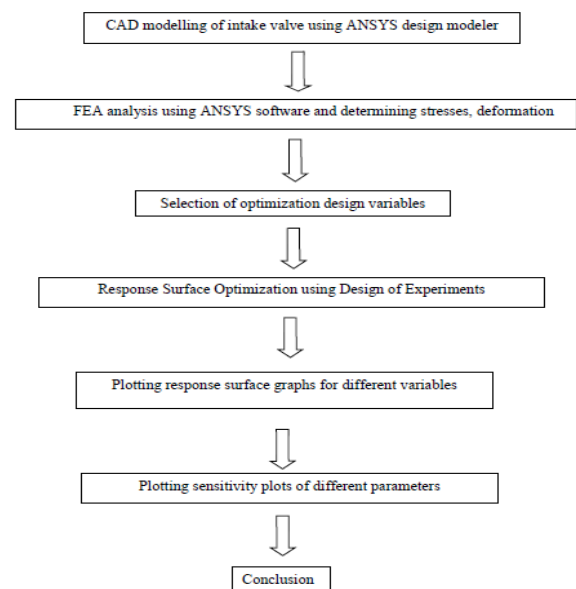 CAD modelling of intake valve using ANSYS design modeler
FEA analysis using ANSYS software and determining stresses, deformation
Selection of optimization design variables
Response Surface Optimization using Design of Experiments
Plotting response surface graphs for different variables
Plotting sensitivity plots of different parameters
Conclusion